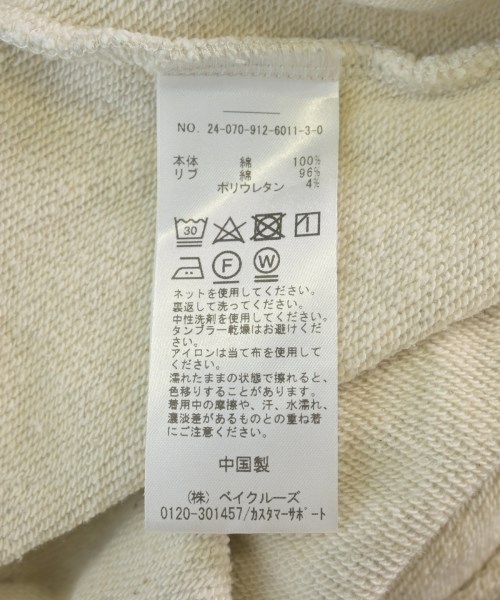 NO. 24-070-912-6011-3-0
本体 綿 100%
リブ 綿 96%
ポリウレタン 4%
30
F W
ネットを使用してください。
裏返して洗ってください。
中性洗剤を使用してください。
タンブラー乾燥はお避けくだ
さい。
アイロンは当て布を使用して
ください。
濡れたままの状態で擦れると、
色移りすることがあります。
着用中の摩擦や、汗、水濡れ、
濃淡差があるものとの重ね着
にご注意ください。
中国製
(株) ベイクルーズ
0120-301457/カスタマーサポート